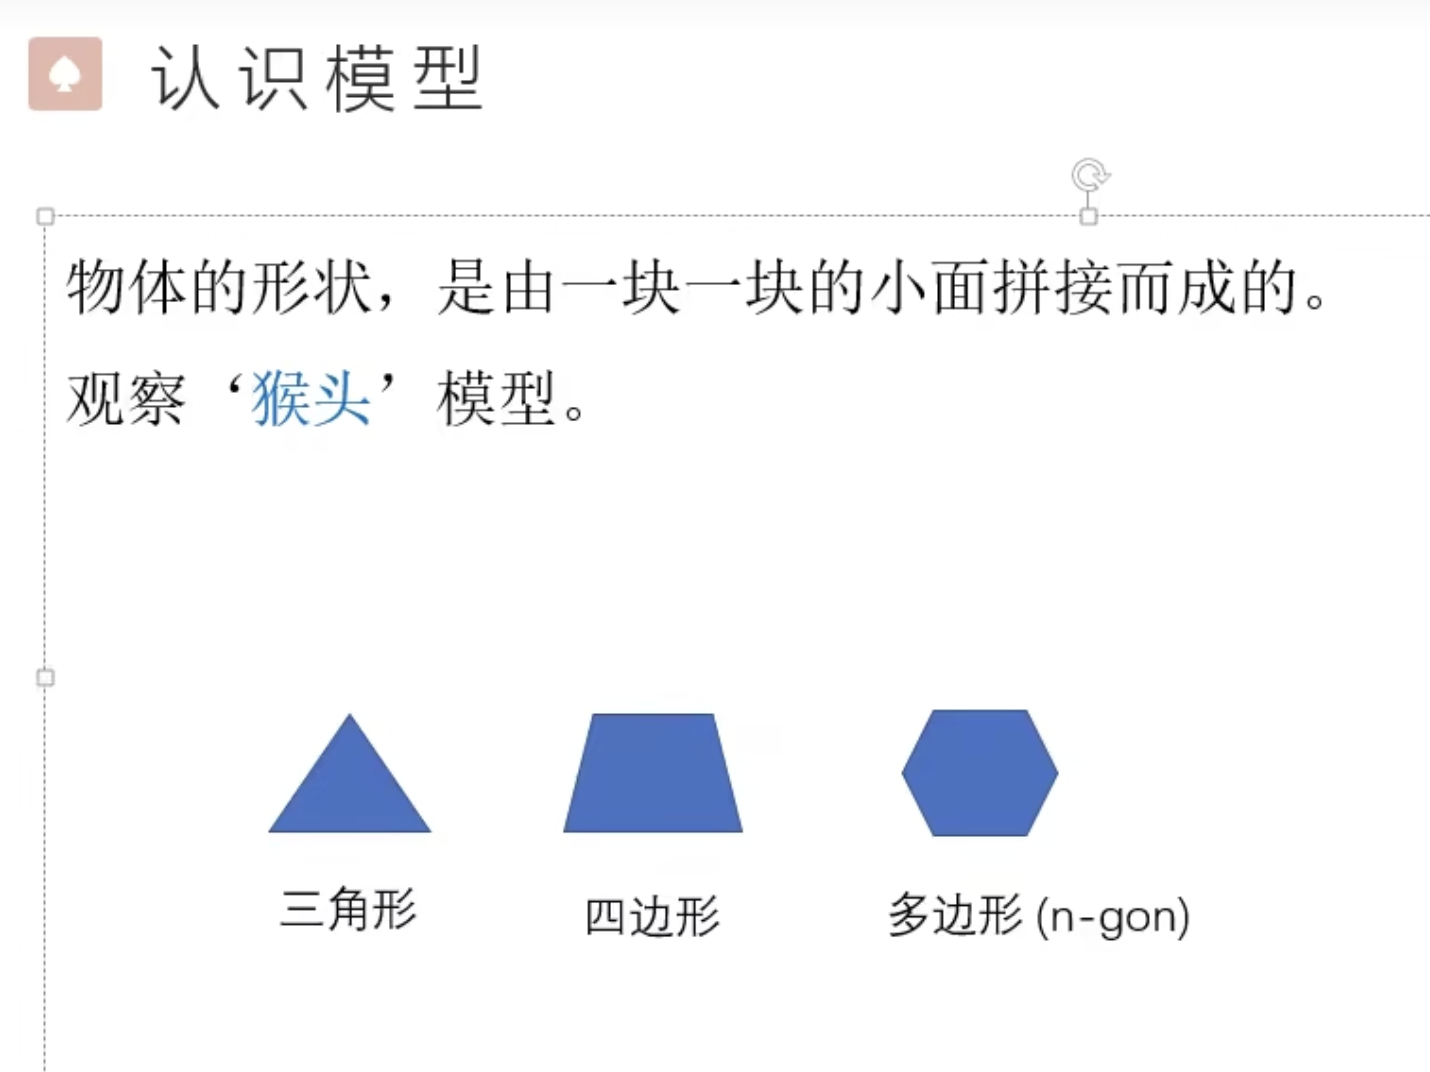 认识模型
物体的形状，是由一块一块的小面拼接而成的。
观察‘猴头’模型。
三角形
四边形
多边形 (n-gon)